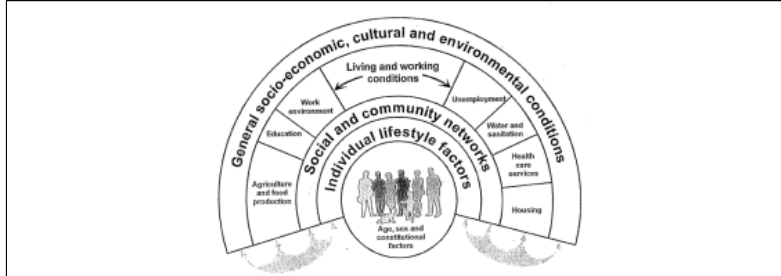 General socio-economic, cultural and environmental conditions
Living and working
conditions
Work
environment
Unemployment
Education
Water and
sanitation
Agriculture
and food
production
Health
care
services
Housing
Social and community networks
Individual lifestyle factors
Age, sex and
constitutional
factors